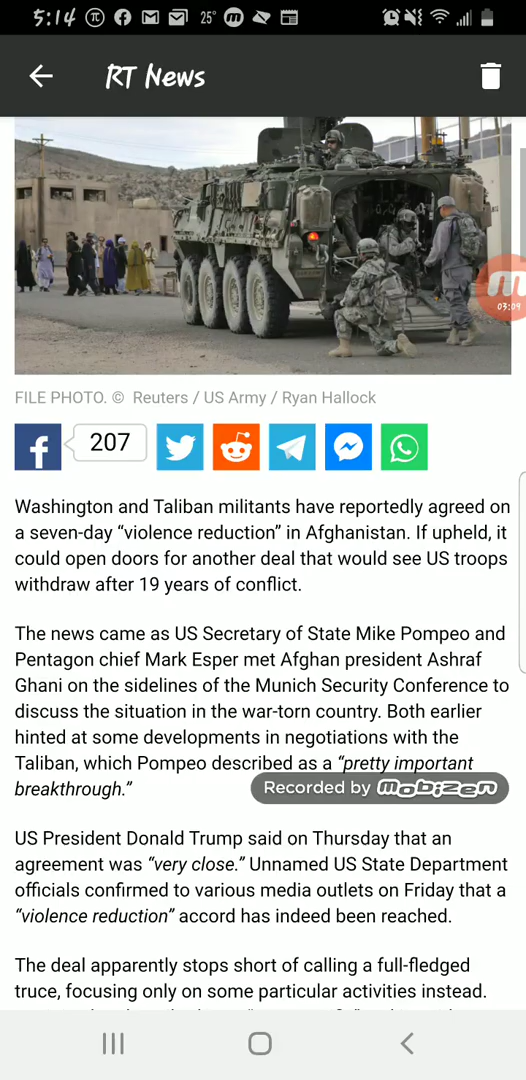 5:14
25°
RT News
03:09
FILE PHOTO. © Reuters / US Army / Ryan Hallock
207
Washington and Taliban militants have reportedly agreed on
a seven-day “violence reduction” in Afghanistan. If upheld, it
could open doors for another deal that would see US troops
withdraw after 19 years of conflict.
The news came as US Secretary of State Mike Pompeo and
Pentagon chief Mark Esper met Afghan president Ashraf
Ghani on the sidelines of the Munich Security Conference to
discuss the situation in the war-torn country. Both earlier
hinted at some developments in negotiations with the
Taliban, which Pompeo described as a “pretty important
breakthrough.”
Recorded by mobizen
US President Donald Trump said on Thursday that an
agreement was “very close.” Unnamed US State Department
officials confirmed to various media outlets on Friday that a
“violence reduction” accord has indeed been reached.
The deal apparently stops short of calling a full-fledged
truce, focusing only on some particular activities instead.